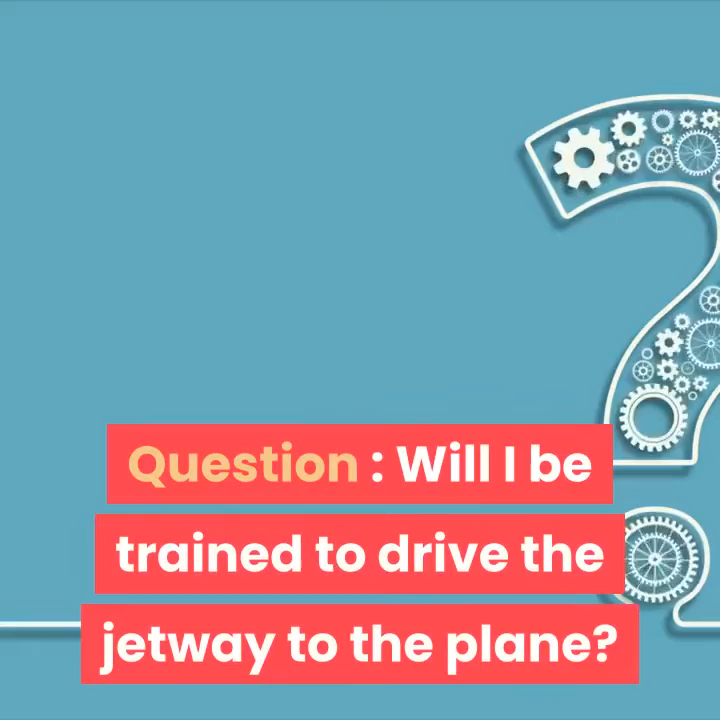 Question : Will I be
trained to drive the
jetway to the plane?